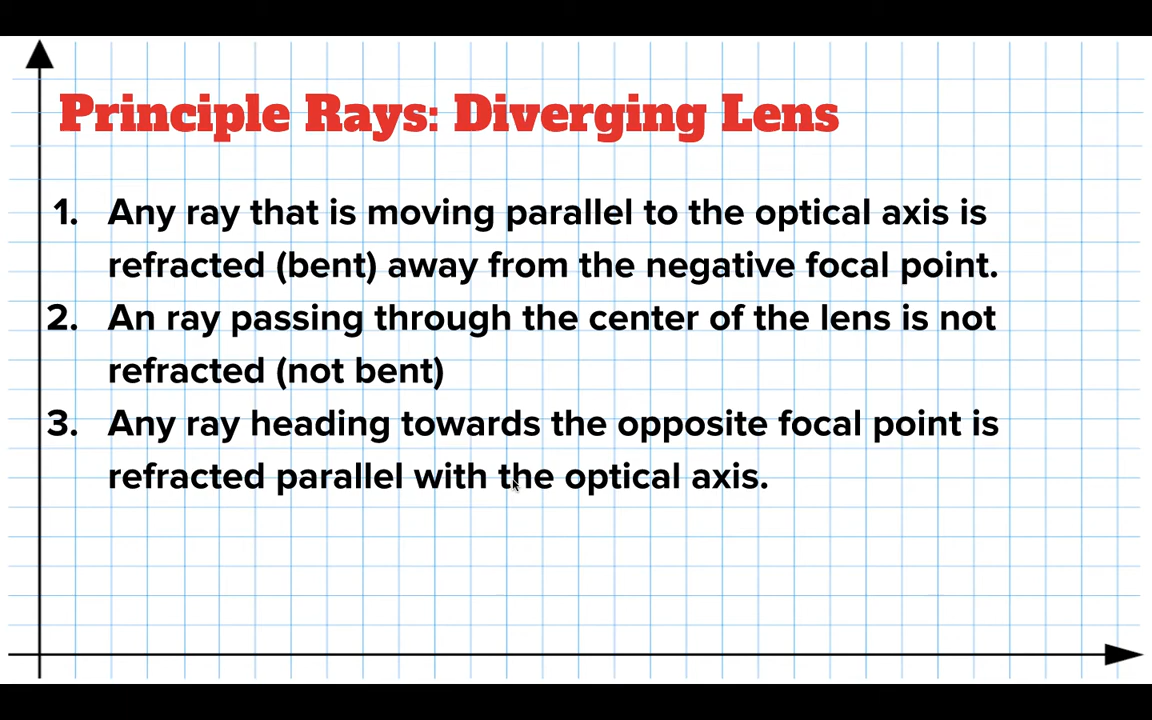 Principle Rays: Diverging Lens
1. Any ray that is moving parallel to the optical axis is
refracted (bent) away from the negative focal point.
2. An ray passing through the center of the lens is not
refracted (not bent)
3. Any ray heading towards the opposite focal point is
refracted parallel with the optical axis.